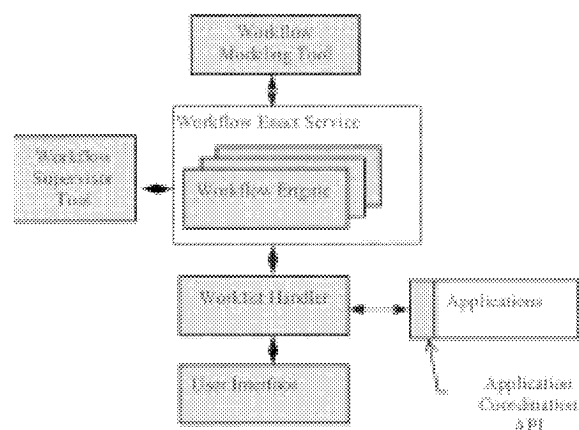 Workflow
Modeling Tool
Workflow Enact Service
Workflow
Supervisor
Tool
Workflow Engine
Worklist Handler
Applications
User Interface
Application
Coordination
API